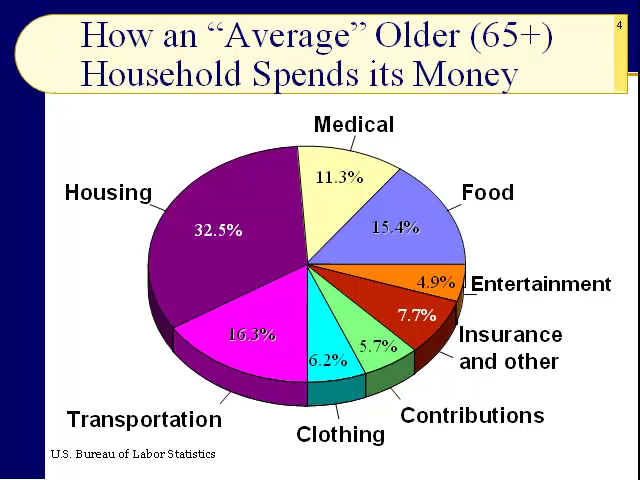 4
How an “Average” Older (65+)
Household Spends its Money
Medical
Housing
11.3%
Food
32.5%
15.4%
4.9%
Entertainment
7.7%
16.3%
Insurance
and other
5.7%
6.2%
Transportation
Contributions
Clothing
U.S. Bureau of Labor Statistics